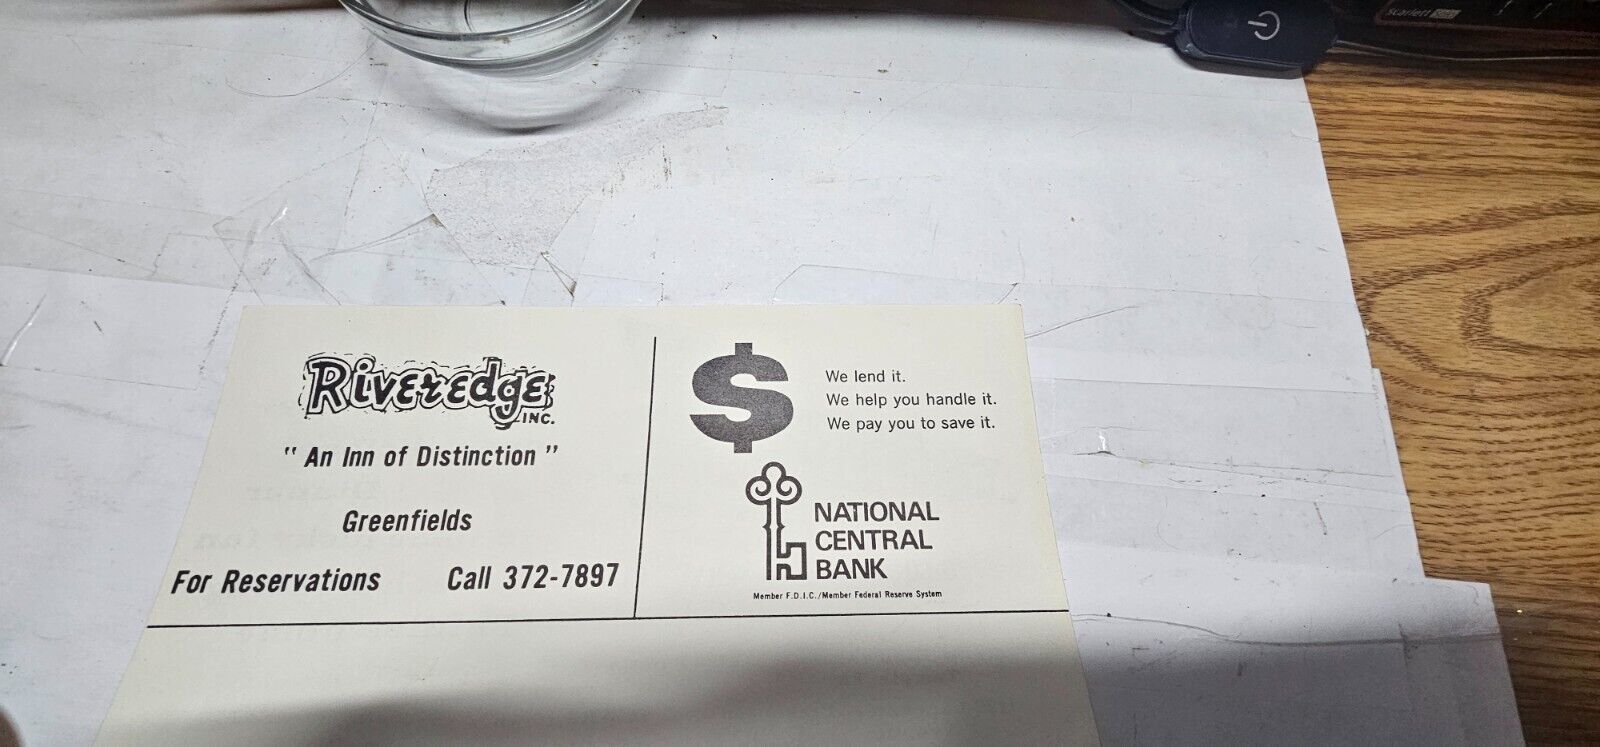 Riveredge
INC.
" An Inn of Distinction "
Greenfields
For Reservations Call 372-7897
$
We lend it.
We help you handle it.
We pay you to save it.
NATIONAL
CENTRAL
BANK
Member F.D.I.C./Member Federal Reserve System
scarlett